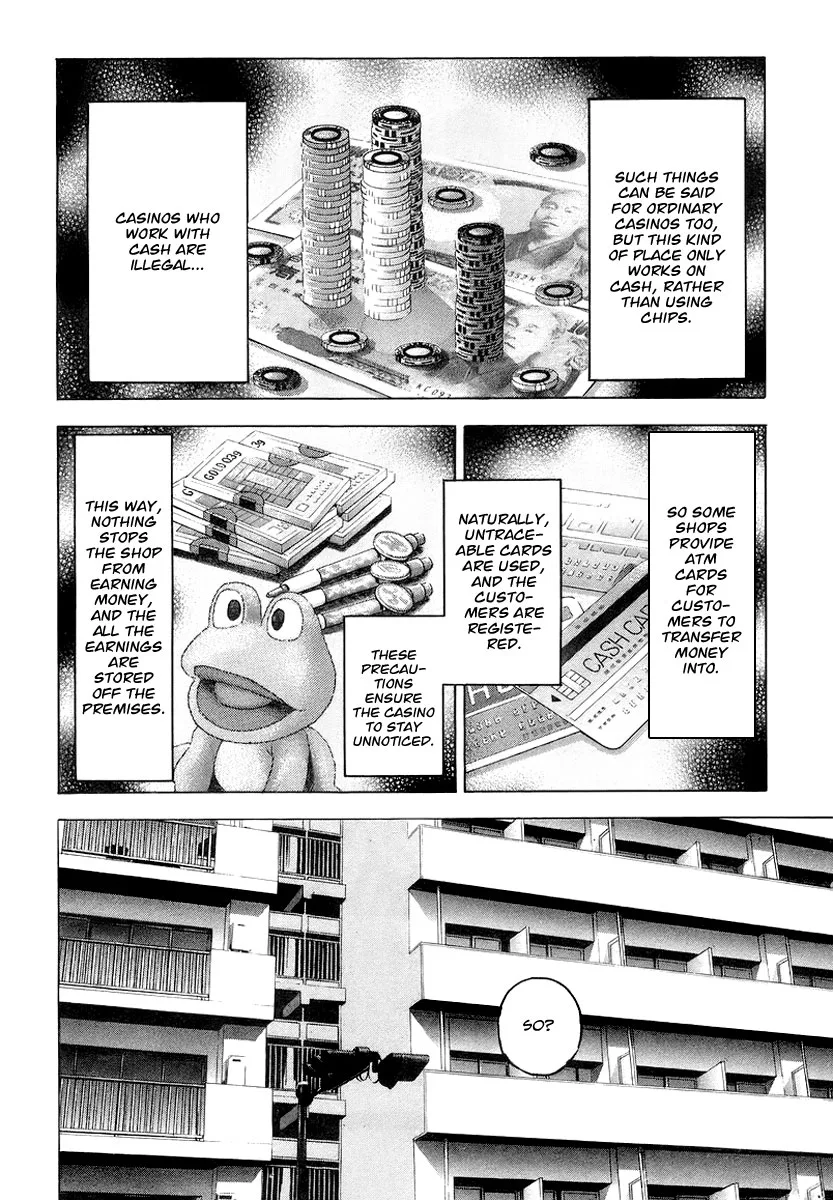 SUCH THINGS
CAN BE SAID
FOR ORDINARY
CASINOS TOO,
BUT THIS KIND
OF PLACE ONLY
WORKS ON
CASH, RATHER
THAN USING
CHIPS.
CASINOS WHO
WORK WITH
CASH ARE
ILLEGAL...
SO SOME
SHOPS
PROVIDE
ATM
CARDS
FOR
CUSTO-
MERS TO
TRANSFER
MONEY
INTO.
CASH CAR
NATURALLY,
UNTRACE-
ABLE CARDS
ARE USED,
AND THE
CUSTO-
MERS ARE
REGISTE-
RED.
THESE
PRECAU-
TIONS
ENSURE
THE CASINO
TO STAY
UNNOTICED.
GOLD 039
39
THIS WAY,
NOTHING
STOPS
THE SHOP
FROM
EARNING
MONEY,
AND THE
ALL THE
EARNINGS
ARE
STORED
OFF THE
PREMISES.
SO?